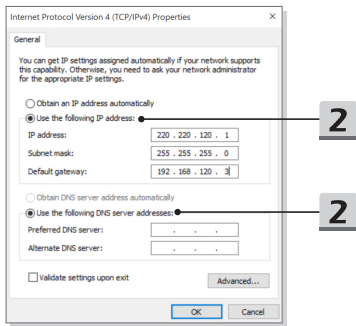 Internet Protocol Version 4 (TCP/IPv4) Properties
General
You can get IP settings assigned automatically if your network supports
this capability. Otherwise, you need to ask your network administrator
for the appropriate IP settings.
Obtain an IP address automatically
Use the following IP address:
2
IP address: 220 . 220 . 120 . 1
Subnet mask: 255 . 255 . 255 . 0
Default gateway: 192 . 168 . 120 . 3
Obtain DNS server address automatically
Use the following DNS server addresses:
2
Preferred DNS server: . . .
Alternate DNS server: . . .
Validate settings upon exit
Advanced...
OK Cancel